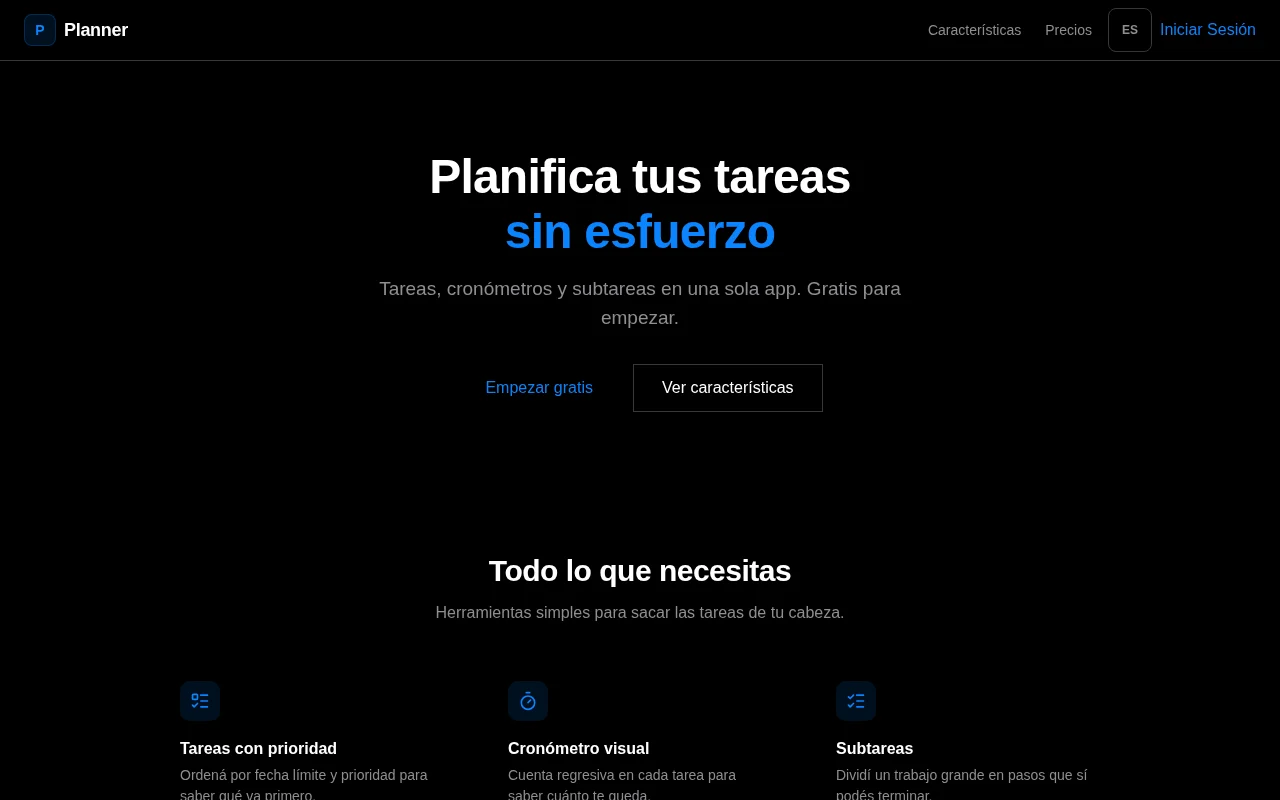 P Planner
Características Precios ES Iniciar Sesión
Planifica tus tareas
sin esfuerzo
Tareas, cronómetros y subtareas en una sola app. Gratis para
empezar.
Empezar gratis Ver características
Todo lo que necesitas
Herramientas simples para sacar las tareas de tu cabeza.
Tareas con prioridad
Ordená por fecha límite y prioridad para
saber qué va primero.
Cronómetro visual
Cuenta regresiva en cada tarea para
saber cuánto te queda.
Subtareas
Dividí un trabajo grande en pasos que sí
podés terminar.